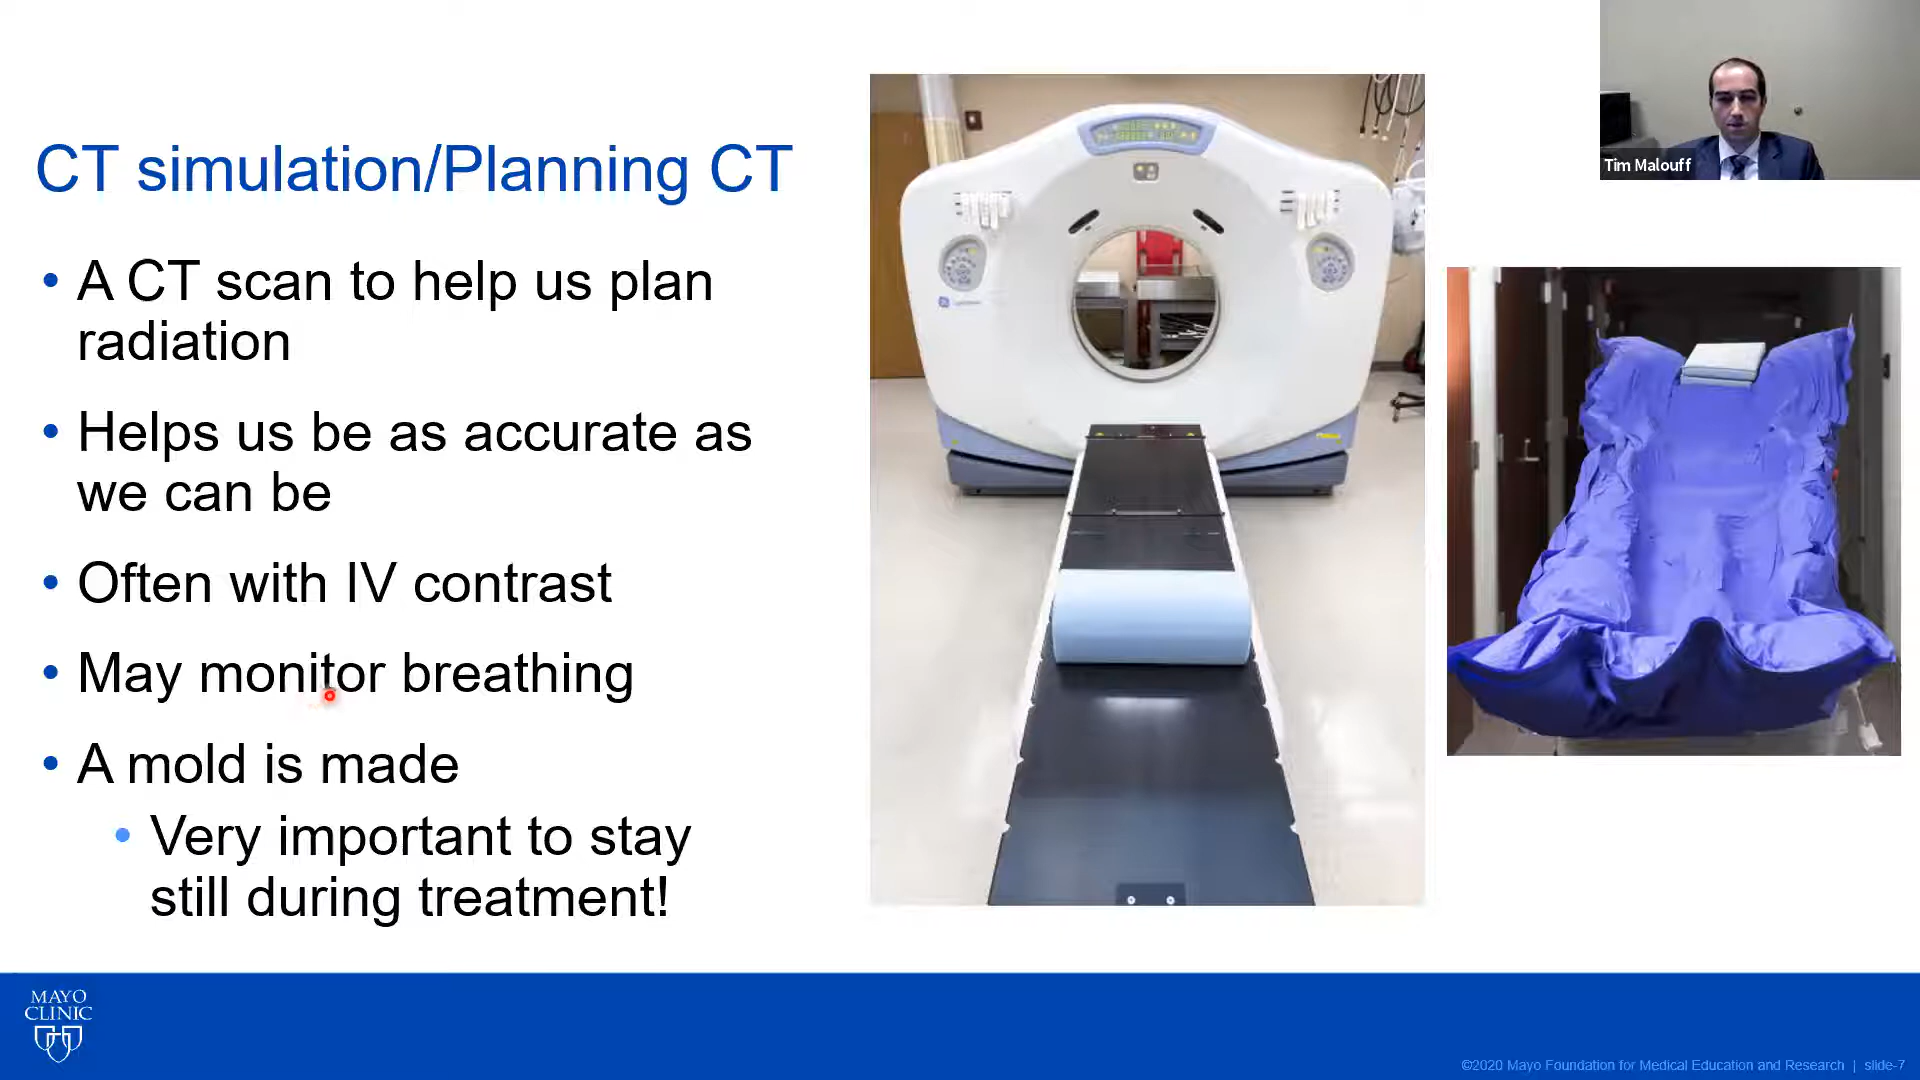 CT simulation/Planning CT
• A CT scan to help us plan
radiation
• Helps us be as accurate as
we can be
• Often with IV contrast
• May monitor breathing
• A mold is made
• Very important to stay
still during treatment!
Tim Malouff
MAYO
CLINIC
©2020 Mayo Foundation for Medical Education and Research | slide-7